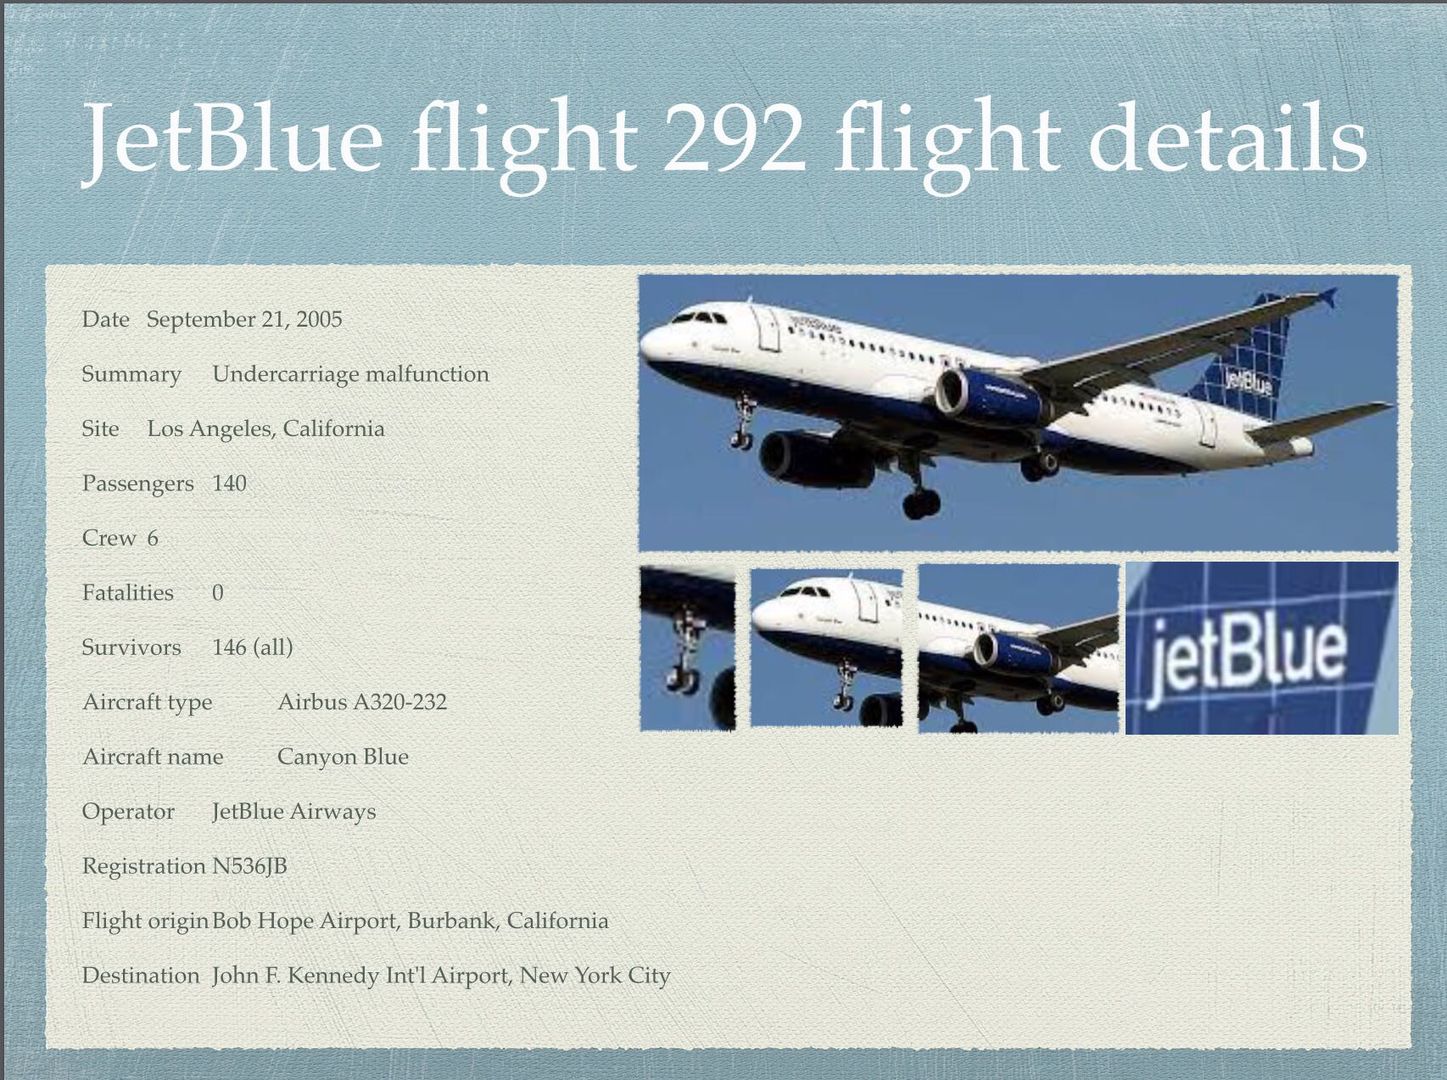 JetBlue flight 292 flight details
Date September 21, 2005
Summary Undercarriage malfunction
Site Los Angeles, California
Passengers 140
Crew 6
Fatalities 0
Survivors 146 (all)
Aircraft type Airbus A320-232
Aircraft name Canyon Blue
Operator JetBlue Airways
Registration N536JB
Flight origin Bob Hope Airport, Burbank, California
Destination John F. Kennedy Int'l Airport, New York City
jetBlue
jetBlue
jetBlue